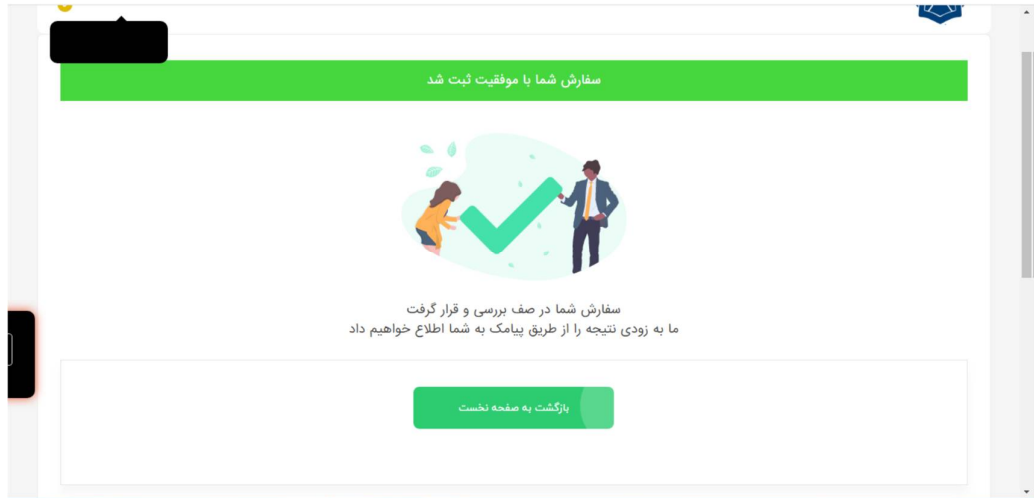 سفارش شما با موفقیت ثبت شد
سفارش شما در صف بررسی و قرار گرفت
ما به زودی نتیجه را از طریق پیامک به شما اطلاع خواهیم داد
بازگشت به صفحه نخست